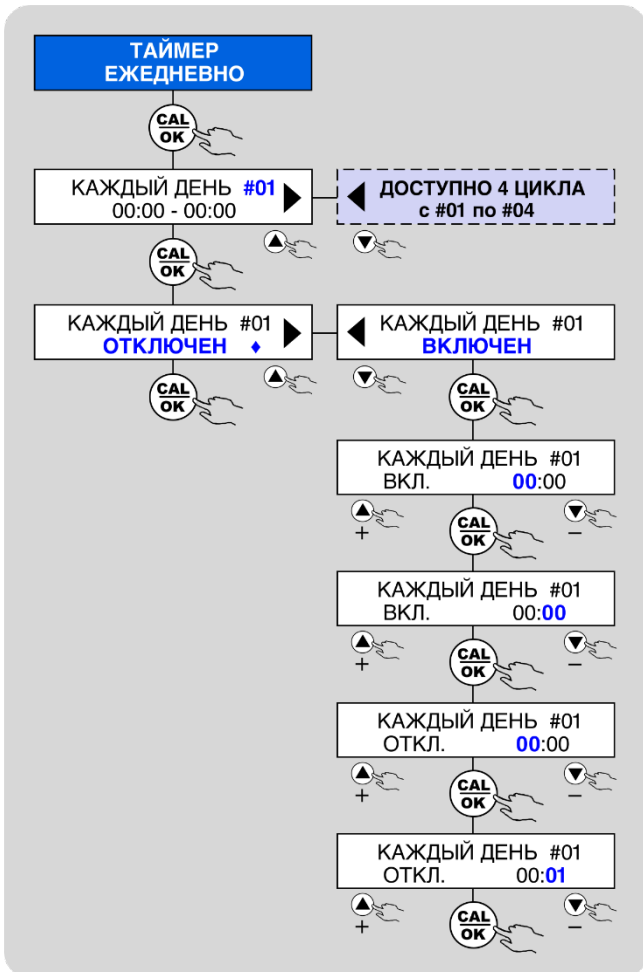 ТАЙМЕР
ЕЖЕДНЕВНО
CAL
OK
КАЖДЫЙ ДЕНЬ #01
00:00 - 00:00
ДОСТУПНО 4 ЦИКЛА
с #01 по #04
CAL
OK
КАЖДЫЙ ДЕНЬ #01
ОТКЛЮЧЕН ♦
КАЖДЫЙ ДЕНЬ #01
ВКЛЮЧЕН
CAL
OK
CAL
OK
КАЖДЫЙ ДЕНЬ #01
ВКЛ. 00:00
+
CAL
OK
–
КАЖДЫЙ ДЕНЬ #01
ВКЛ. 00:00
+
CAL
OK
–
КАЖДЫЙ ДЕНЬ #01
ОТКЛ. 00:00
+
CAL
OK
–
КАЖДЫЙ ДЕНЬ #01
ОТКЛ. 00:01
+
CAL
OK
–